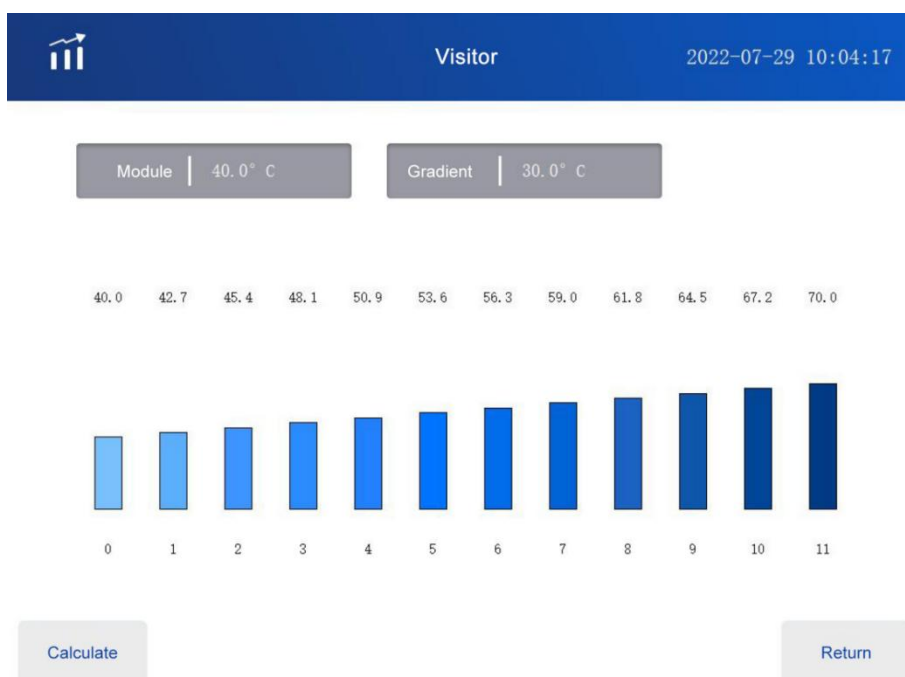 Visitor 2022-07-29 10:04:17
Module 40.0° C Gradient 30.0° C
40.0 42.7 45.4 48.1 50.9 53.6 56.3 59.0 61.8 64.5 67.2 70.0
0 1 2 3 4 5 6 7 8 9 10 11
Calculate Return